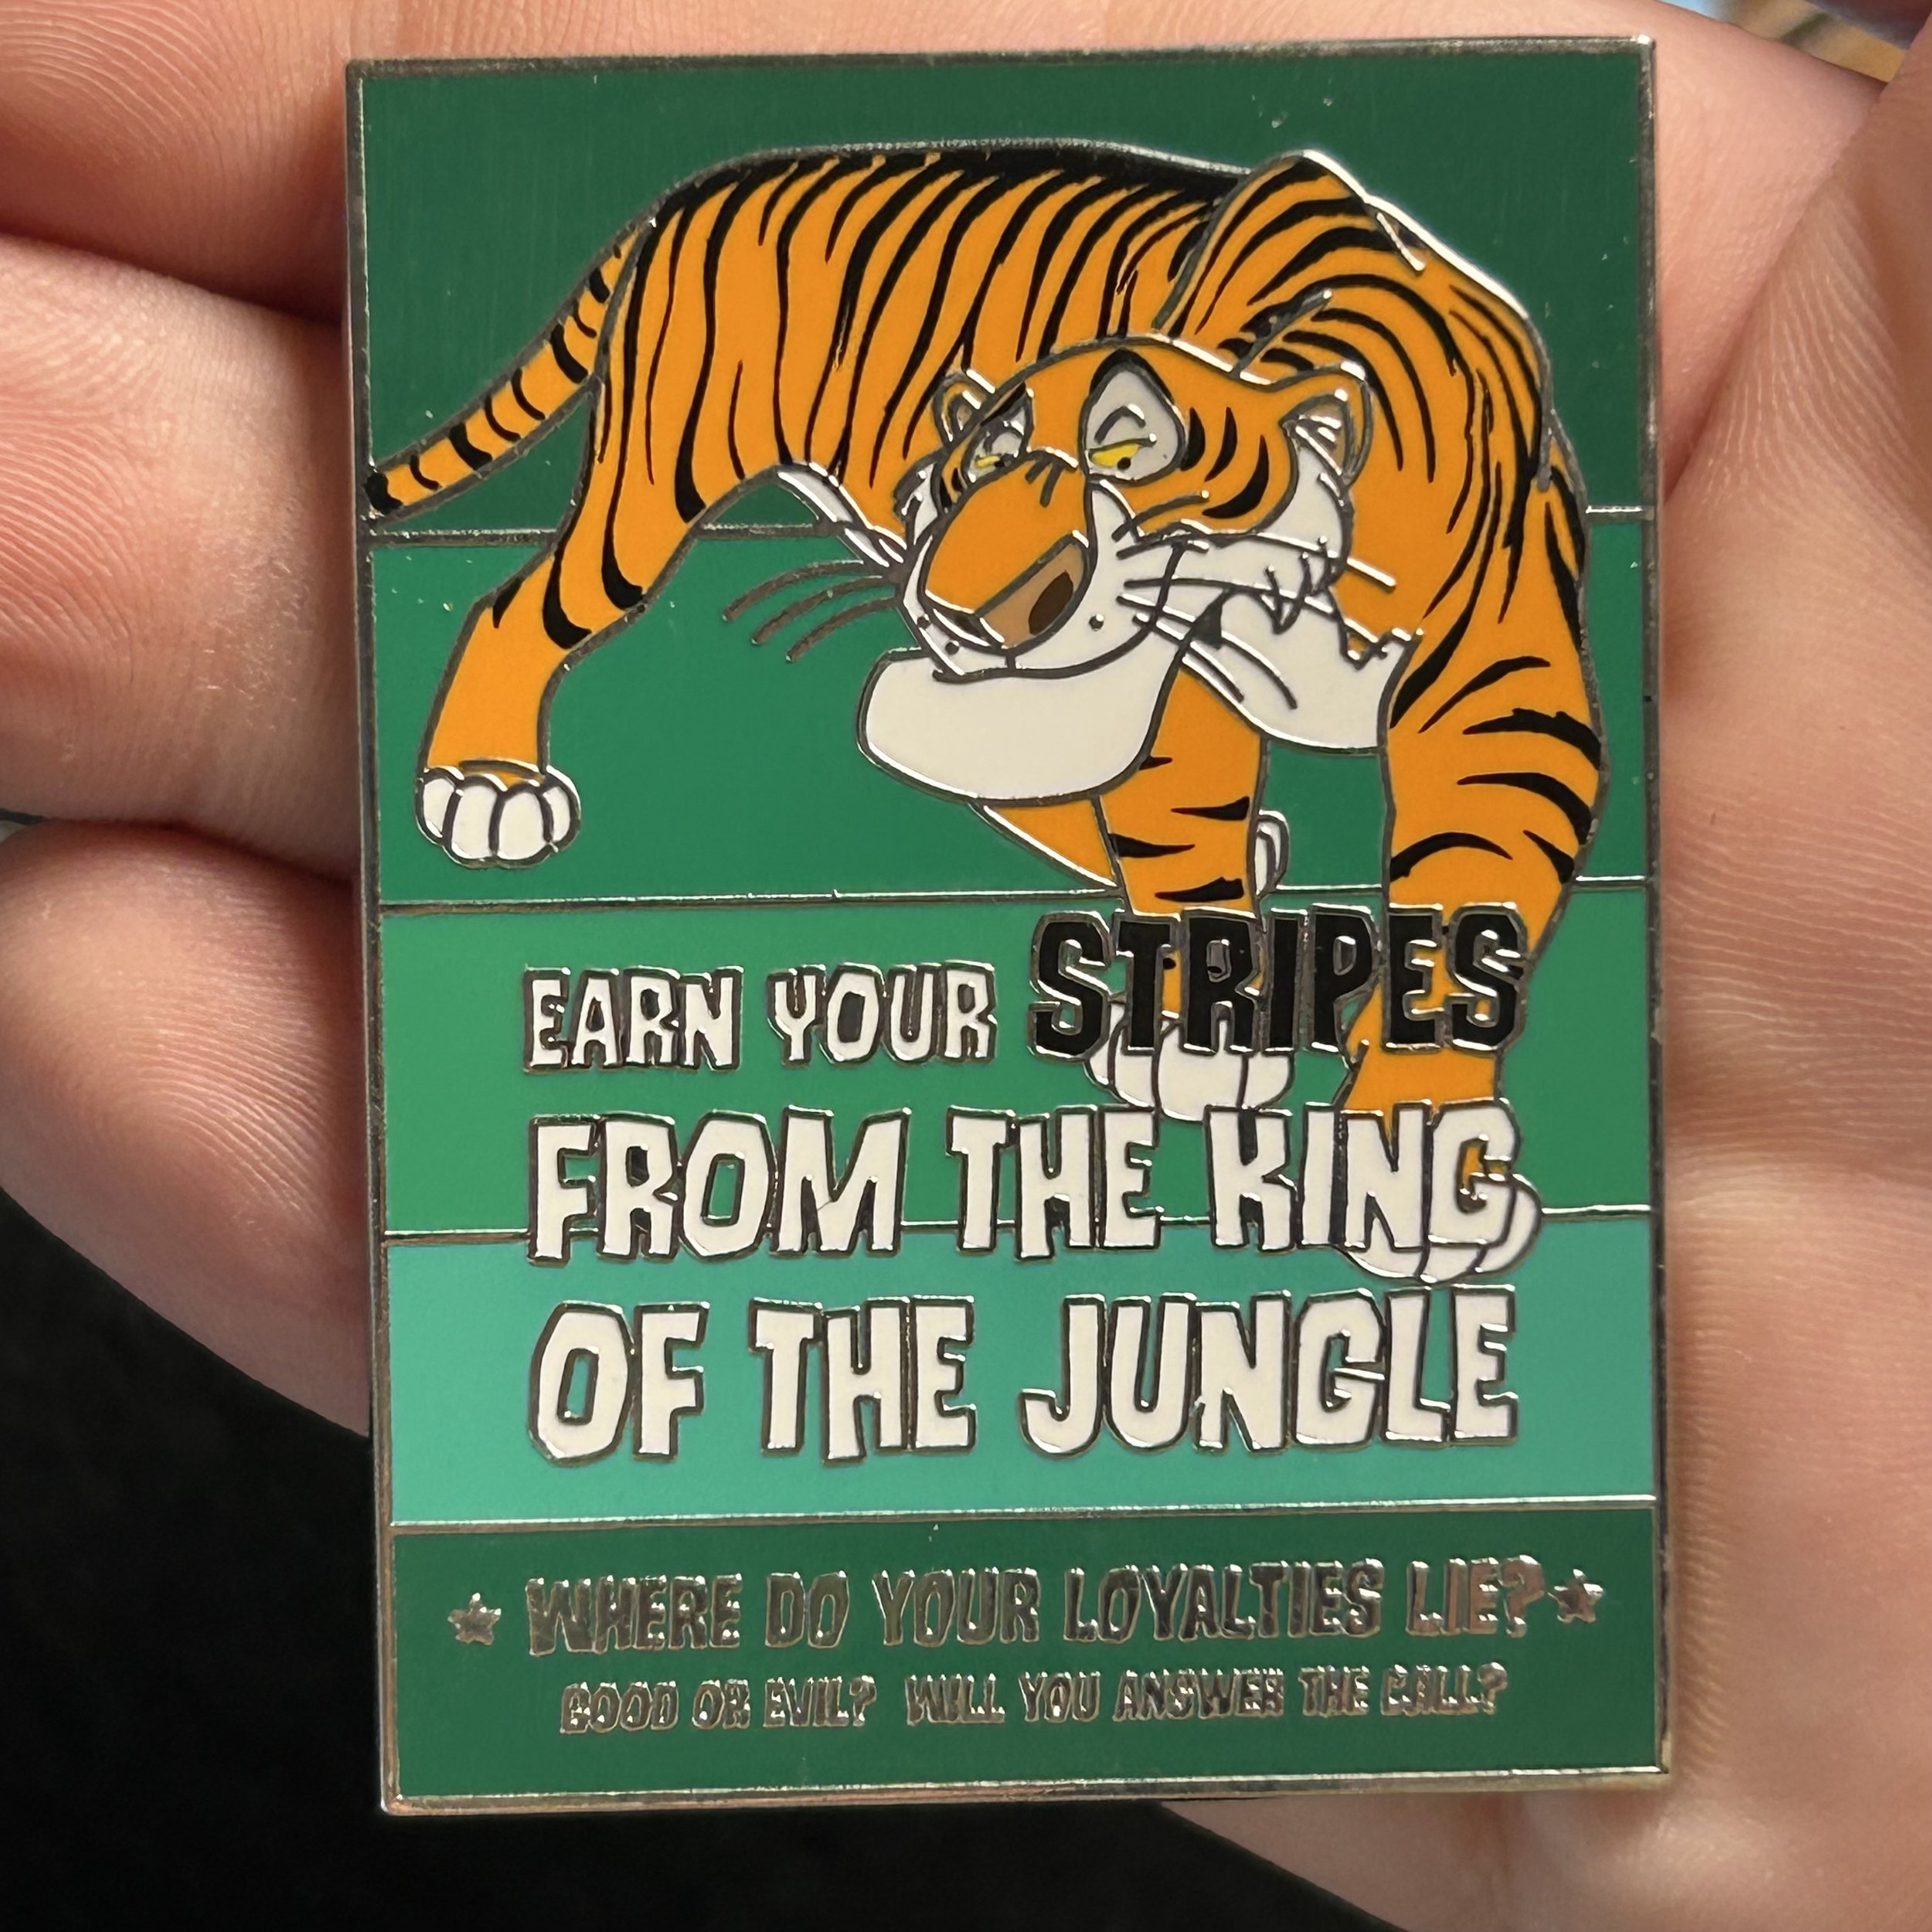 EARN YOUR STRIPES
FROM THE KING
OF THE JUNGLE
★ WHERE DO YOUR LOYALTIES LIE? ★
GOOD OR EVIL? WILL YOU ANSWER THE CALL?